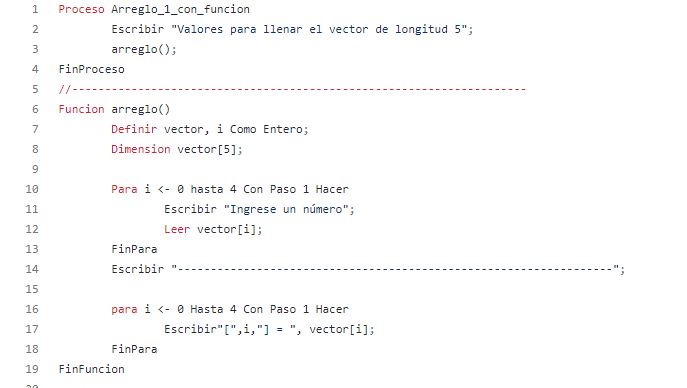 1 Proceso Arreglo_1_con_funcion
2 Escribir "Valores para llenar el vector de longitud 5";
3 arreglo();
4 FinProceso
5 //---------------------------------------------------------------------
6 Funcion arreglo()
7 Definir vector, i Como Entero;
8 Dimension vector[5];
9
10 Para i <- 0 hasta 4 Con Paso 1 Hacer
11 Escribir "Ingrese un número";
12 Leer vector[i];
13 FinPara
14 Escribir "------------------------------------------------------------------";
15
16 para i <- 0 Hasta 4 Con Paso 1 Hacer
17 Escribir"[",i,"] = ", vector[i];
18 FinPara
19 FinFuncion